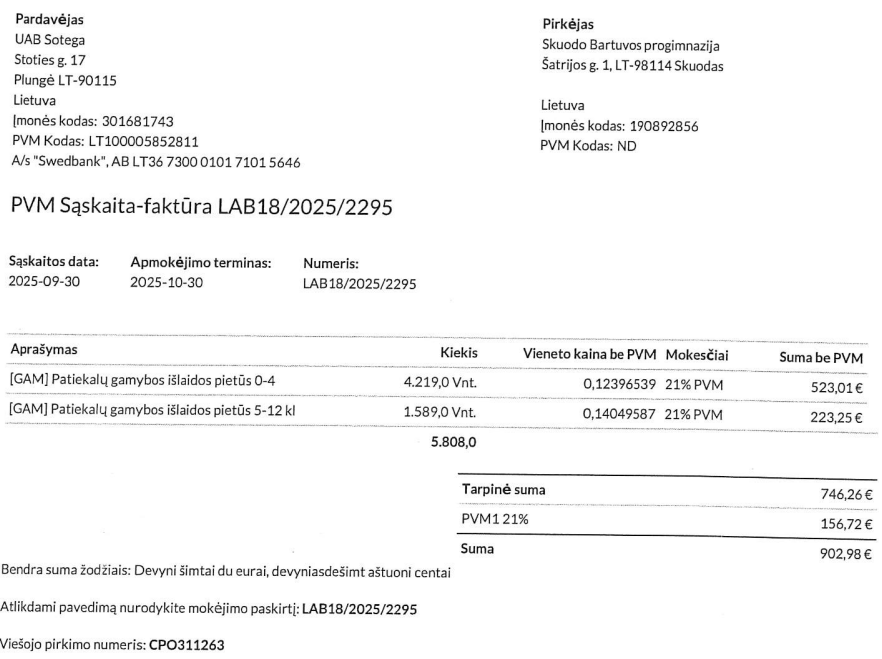 Pardavėjas
UAB Sotega
Stoties g. 17
Plungė LT-90115
Lietuva
Įmonės kodas: 301681743
PVM Kodas: LT100005852811
A/s "Swedbank", AB LT36 7300 0101 7101 5646
Pirkėjas
Skuodo Bartuvos progimnazija
Šatrijos g. 1, LT-98114 Skuodas
Lietuva
Įmonės kodas: 190892856
PVM Kodas: ND
PVM Sąskaita-faktūra LAB18/2025/2295
Sąskaitos data: Apmokėjimo terminas: Numeris:
2025-09-30 2025-10-30 LAB18/2025/2295
Aprašymas Kiekis Vieneto kaina be PVM Mokesčiai Suma be PVM
[GAM] Patiekalų gamybos išlaidos pietūs 0-4 4.219,0 Vnt. 0,12396539 21% PVM 523,01 €
[GAM] Patiekalų gamybos išlaidos pietūs 5-12 kl 1.589,0 Vnt. 0,14049587 21% PVM 223,25 €
5.808,0
Tarpinė suma 746,26 €
PVM1 21% 156,72 €
Suma 902,98 €
Bendra suma žodžiais: Devyni šimtai du eurai, devyniasdešimt aštuoni centai
Atlikdami pavedimą nurodykite mokėjimo paskirtį: LAB18/2025/2295
Viešojo pirkimo numeris: CPO311263